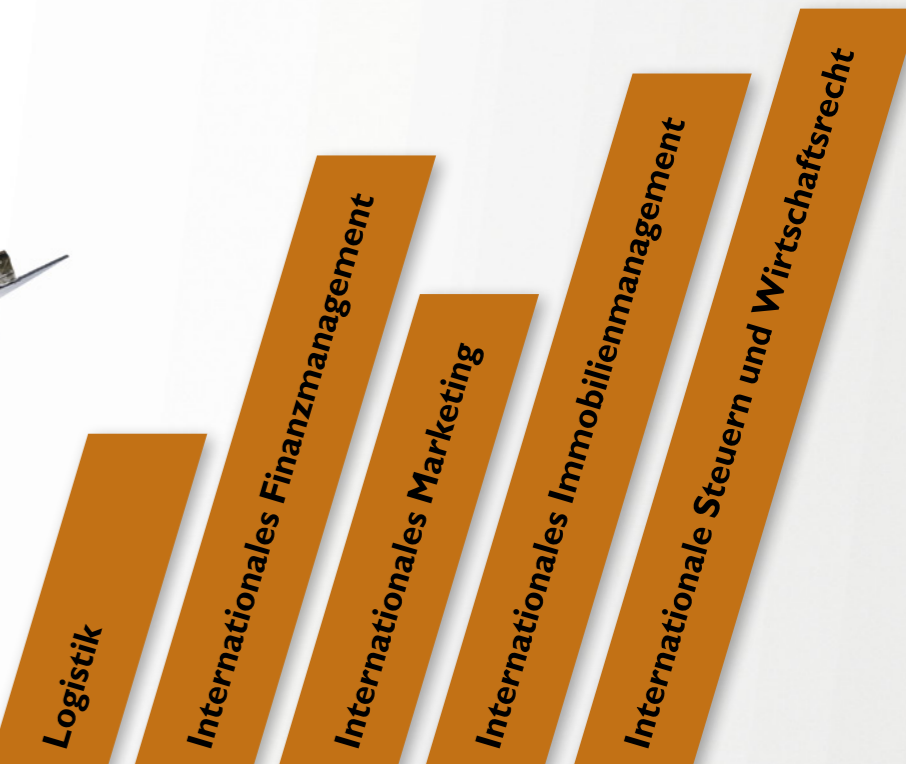 Logistik
Internationales Finanzmanagement
Internationales Marketing
Internationales Immobilienmanagement
Internationale Steuern und Wirtschaftsrecht